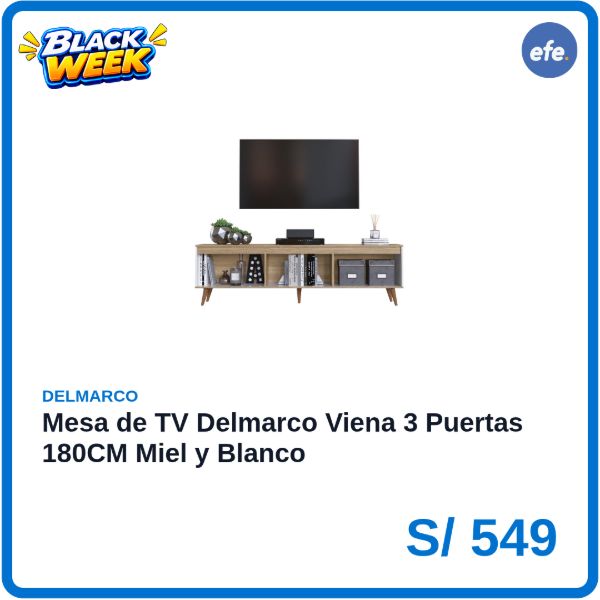 BLACK
WEEK
efe.
DELMARCO
Mesa de TV Delmarco Viena 3 Puertas
180CM Miel y Blanco
S/ 549